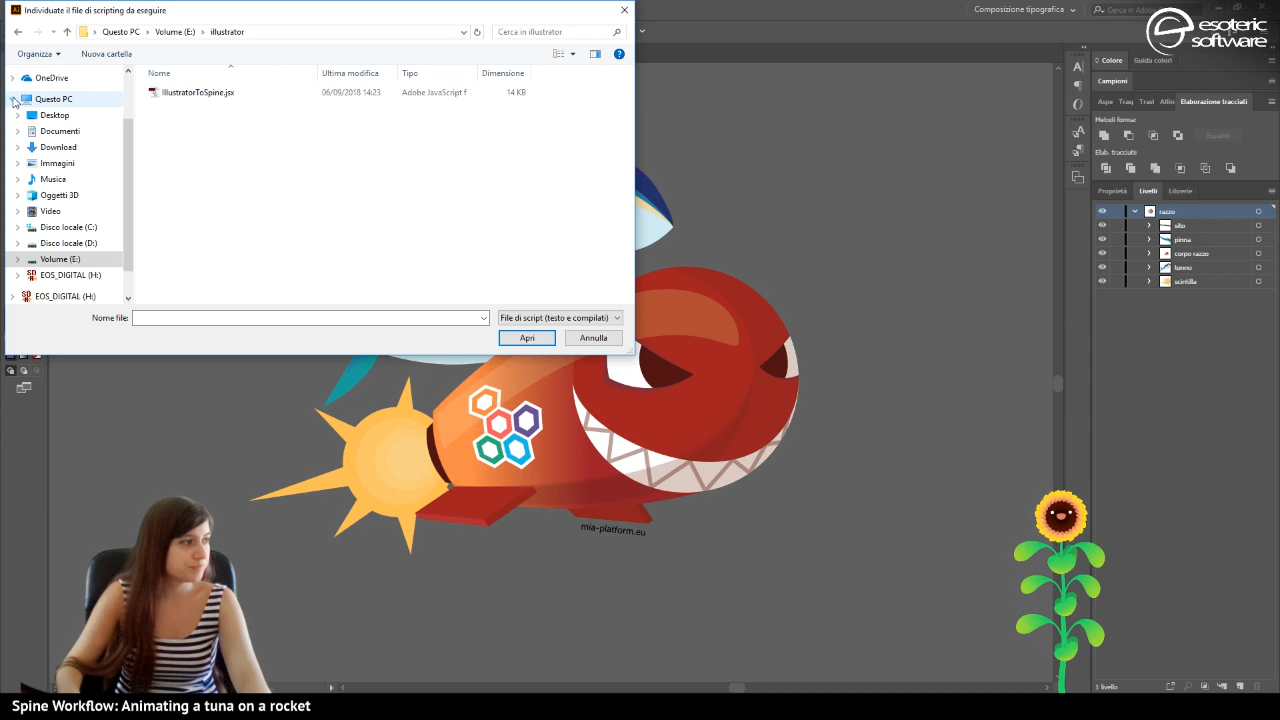 Individuate il file di scripting da eseguire
Questo PC
Volume (E:)
illustrator
Cerca in illustrator
Organizza
Nuova cartella
OneDrive
Questo PC
Desktop
Documenti
Download
Immagini
Musica
Oggetti 3D
Video
Disco locale (C:)
Disco locale (D:)
Volume (E:)
EOS_DIGITAL (H:)
EOS_DIGITAL (H:)
Nome
Ultima modifica
Tipo
Dimensione
IllustratorToSpine.jsx
06/09/2018 14:23
Adobe JavaScript f
14 KB
Nome file:
File di script (testo e compilati)
Apri
Annulla
Composizione tipografica
esoteric
software
Colore
Guida colori
Campioni
Aspe
Traq
Trasf
Allin
Elaborazione tracciati
Metodi forma:
Espandi
Elab. tracciati:
Proprietà
Livelli
Librerie
razzo
sito
pinna
corpo razzo
tonno
scintilla
mia-platform.eu
1 livello
Spine Workflow: Animating a tuna on a rocket